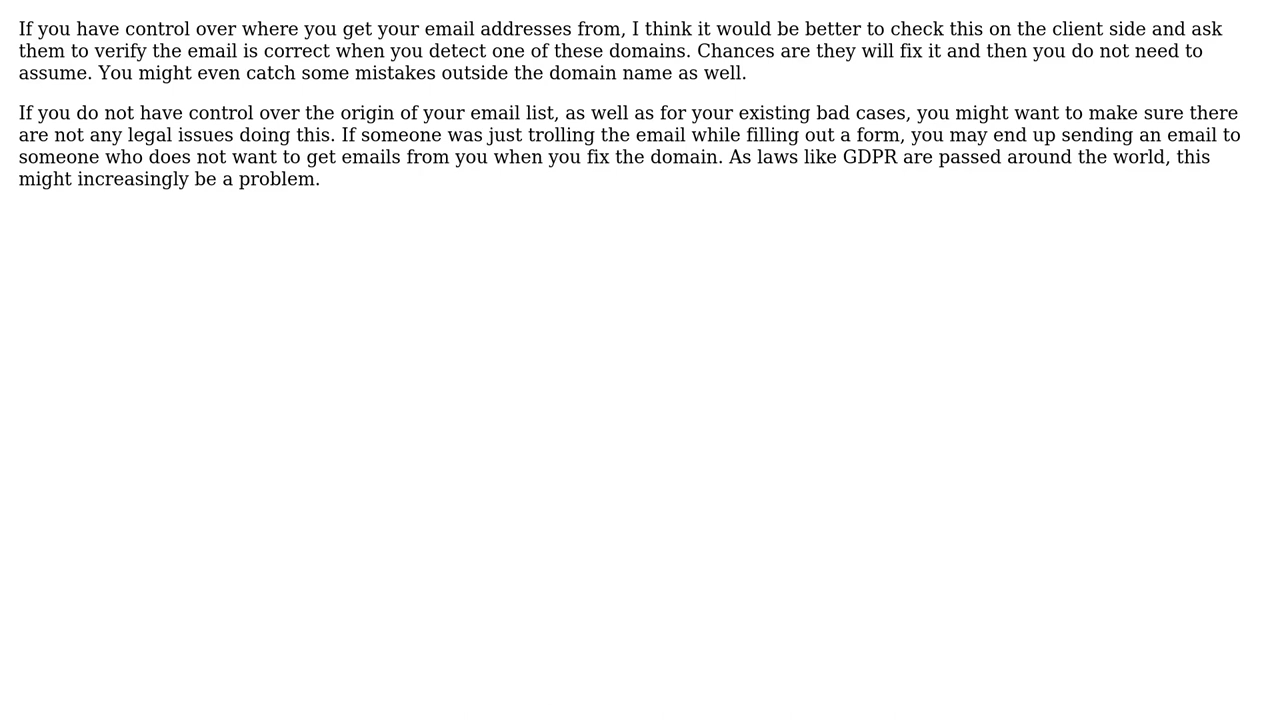 If you have control over where you get your email addresses from, I think it would be better to check this on the client side and ask
them to verify the email is correct when you detect one of these domains. Chances are they will fix it and then you do not need to
assume. You might even catch some mistakes outside the domain name as well.
If you do not have control over the origin of your email list, as well as for your existing bad cases, you might want to make sure there
are not any legal issues doing this. If someone was just trolling the email while filling out a form, you may end up sending an email to
someone who does not want to get emails from you when you fix the domain. As laws like GDPR are passed around the world, this
might increasingly be a problem.